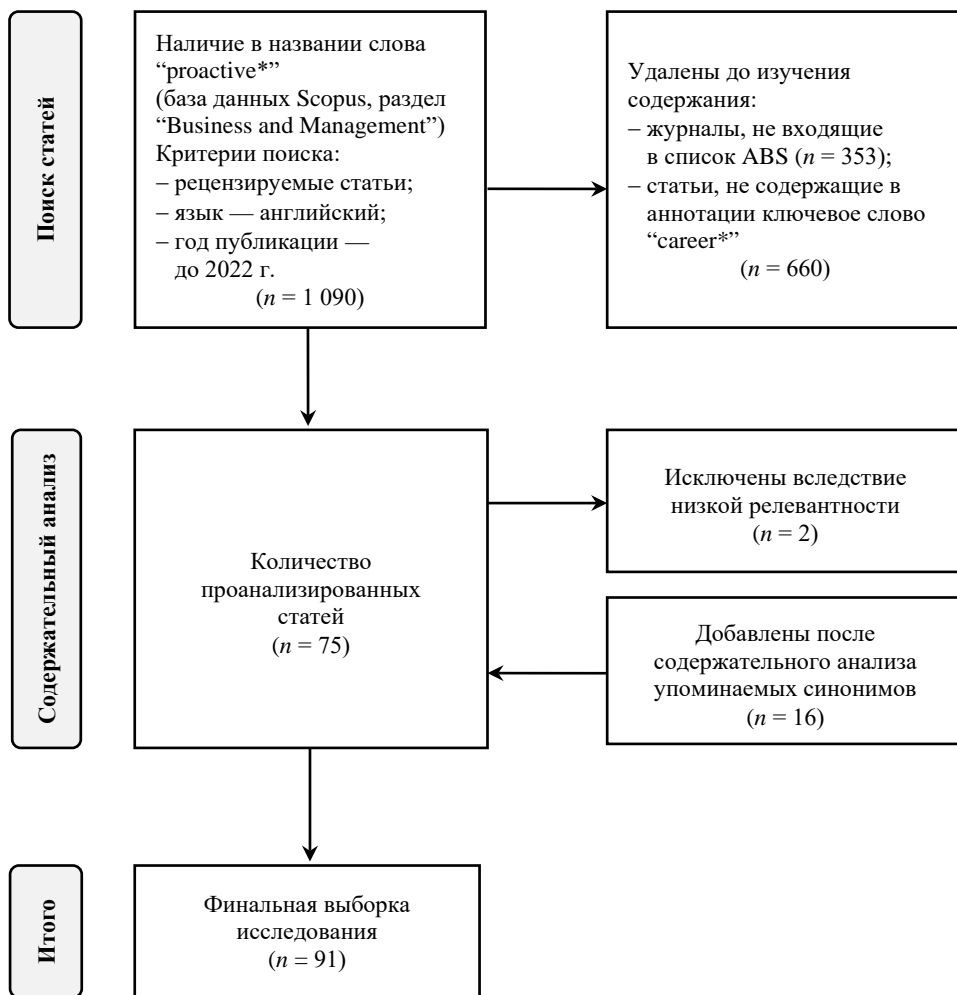 Поиск статей
Наличие в названии слова
“proactive*”
(база данных Scopus, раздел
“Business and Management”)
Критерии поиска:
– рецензируемые статьи;
– язык — английский;
– год публикации —
до 2022 г.
(n = 1 090)
Удалены до изучения
содержания:
– журналы, не входящие
в список ABS (n = 353);
– статьи, не содержащие в
аннотации ключевое слово
“career*”
(n = 660)
Содержательный анализ
Количество
проанализированных
статей
(n = 75)
Исключены вследствие
низкой релевантности
(n = 2)
Добавлены после
содержательного анализа
упоминаемых синонимов
(n = 16)
Итого
Финальная выборка
исследования
(n = 91)